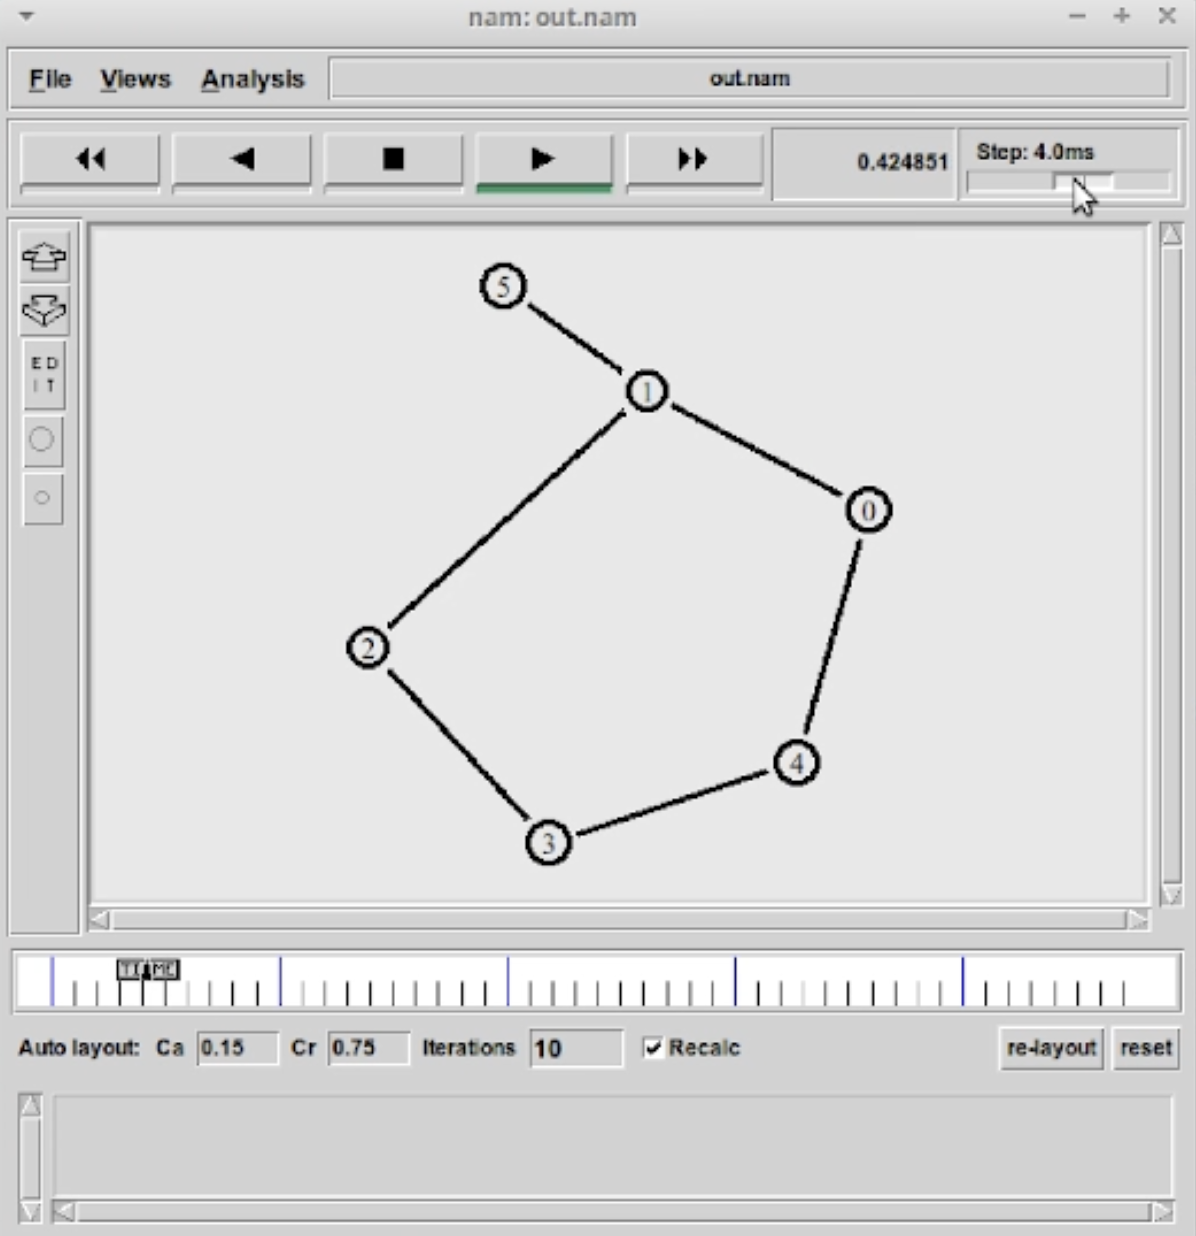 nam: out.nam
File Views Analysis out.nam
0.424851 Step: 4.0ms
5
1
0
2
4
3
ED
IT
TIME
Auto layout: Ca 0.15 Cr 0.75 Iterations 10 Recalc re-layout reset